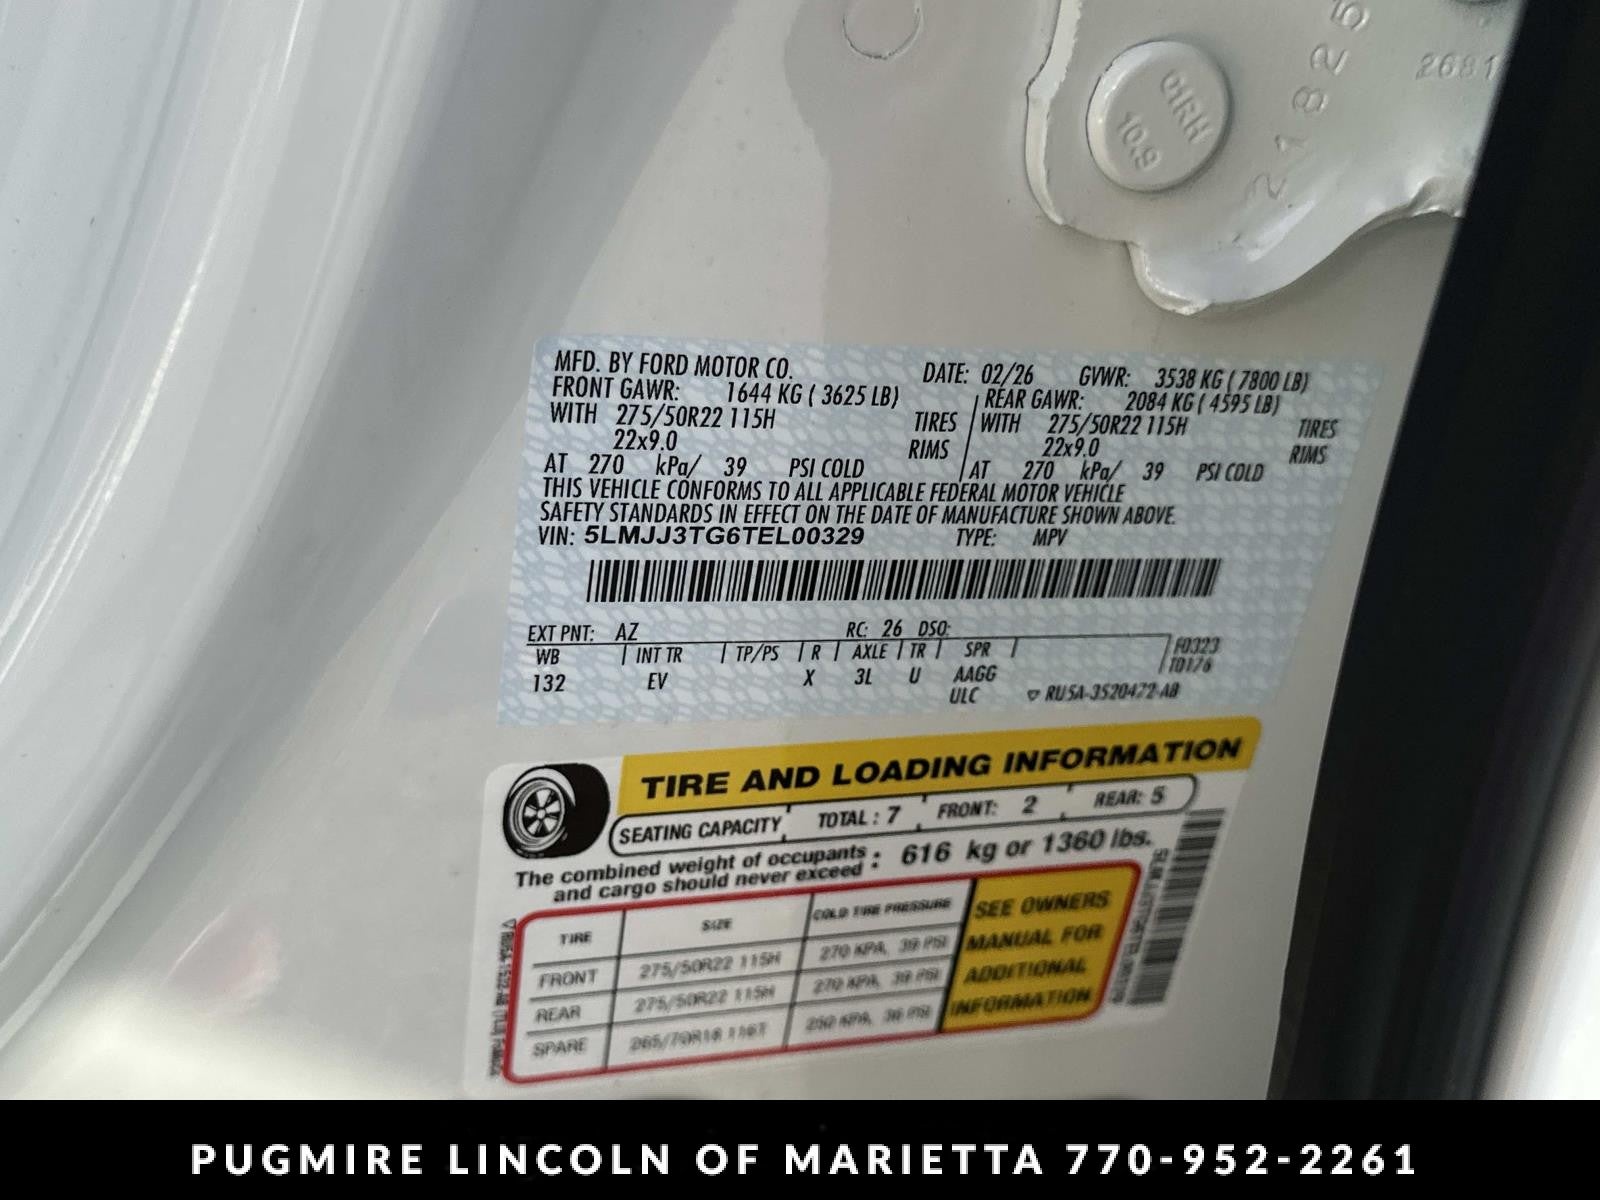 21825
2681
OHRH
10.9
MFD. BY FORD MOTOR CO. DATE: 02/26 GVWR: 3538 KG ( 7800 LB)
FRONT GAWR: 1644 KG ( 3625 LB) REAR GAWR: 2084 KG ( 4595 LB)
WITH 275/50R22 115H TIRES WITH 275/50R22 115H TIRES
22x9.0 RIMS 22x9.0 RIMS
AT 270 kPa/ 39 PSI COLD AT 270 kPa/ 39 PSI COLD
THIS VEHICLE CONFORMS TO ALL APPLICABLE FEDERAL MOTOR VEHICLE
SAFETY STANDARDS IN EFFECT ON THE DATE OF MANUFACTURE SHOWN ABOVE.
VIN: 5LMJJ3TG6TEL00329 TYPE: MPV
EXT PNT: AZ RC: 26 DSO:
WB INT TR TP/PS R AXLE TR SPR F0323
132 EV X 3L U AAGG T0176
ULC RU5A-3520472-AB
TIRE AND LOADING INFORMATION
SEATING CAPACITY TOTAL : 7 FRONT: 2 REAR: 5
The combined weight of occupants and cargo should never exceed : 616 kg or 1360 lbs.
TIRE SIZE COLD TIRE PRESSURE
FRONT 275/50R22 115H 270 KPA, 39 PSI
REAR 275/50R22 115H 270 KPA, 39 PSI
SPARE 265/70R18 116T 250 KPA, 36 PSI
SEE OWNERS
MANUAL FOR
ADDITIONAL
INFORMATION
PUGMIRE LINCOLN OF MARIETTA 770-952-2261